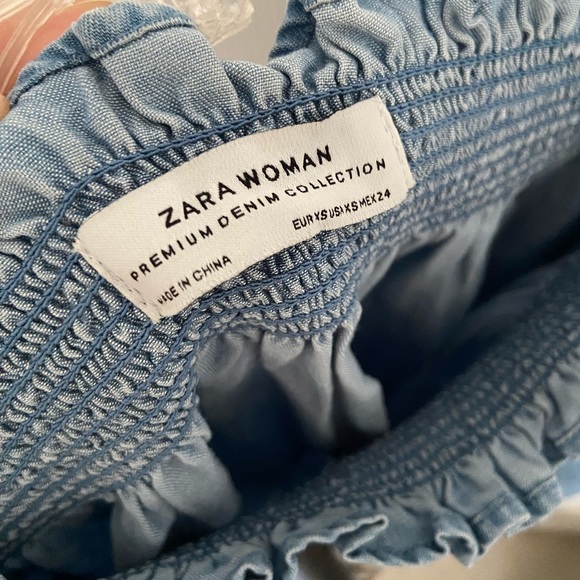 ZARA WOMAN
PREMIUM DENIM COLLECTION
EUR XS USA XS MEX 24
MADE IN CHINA